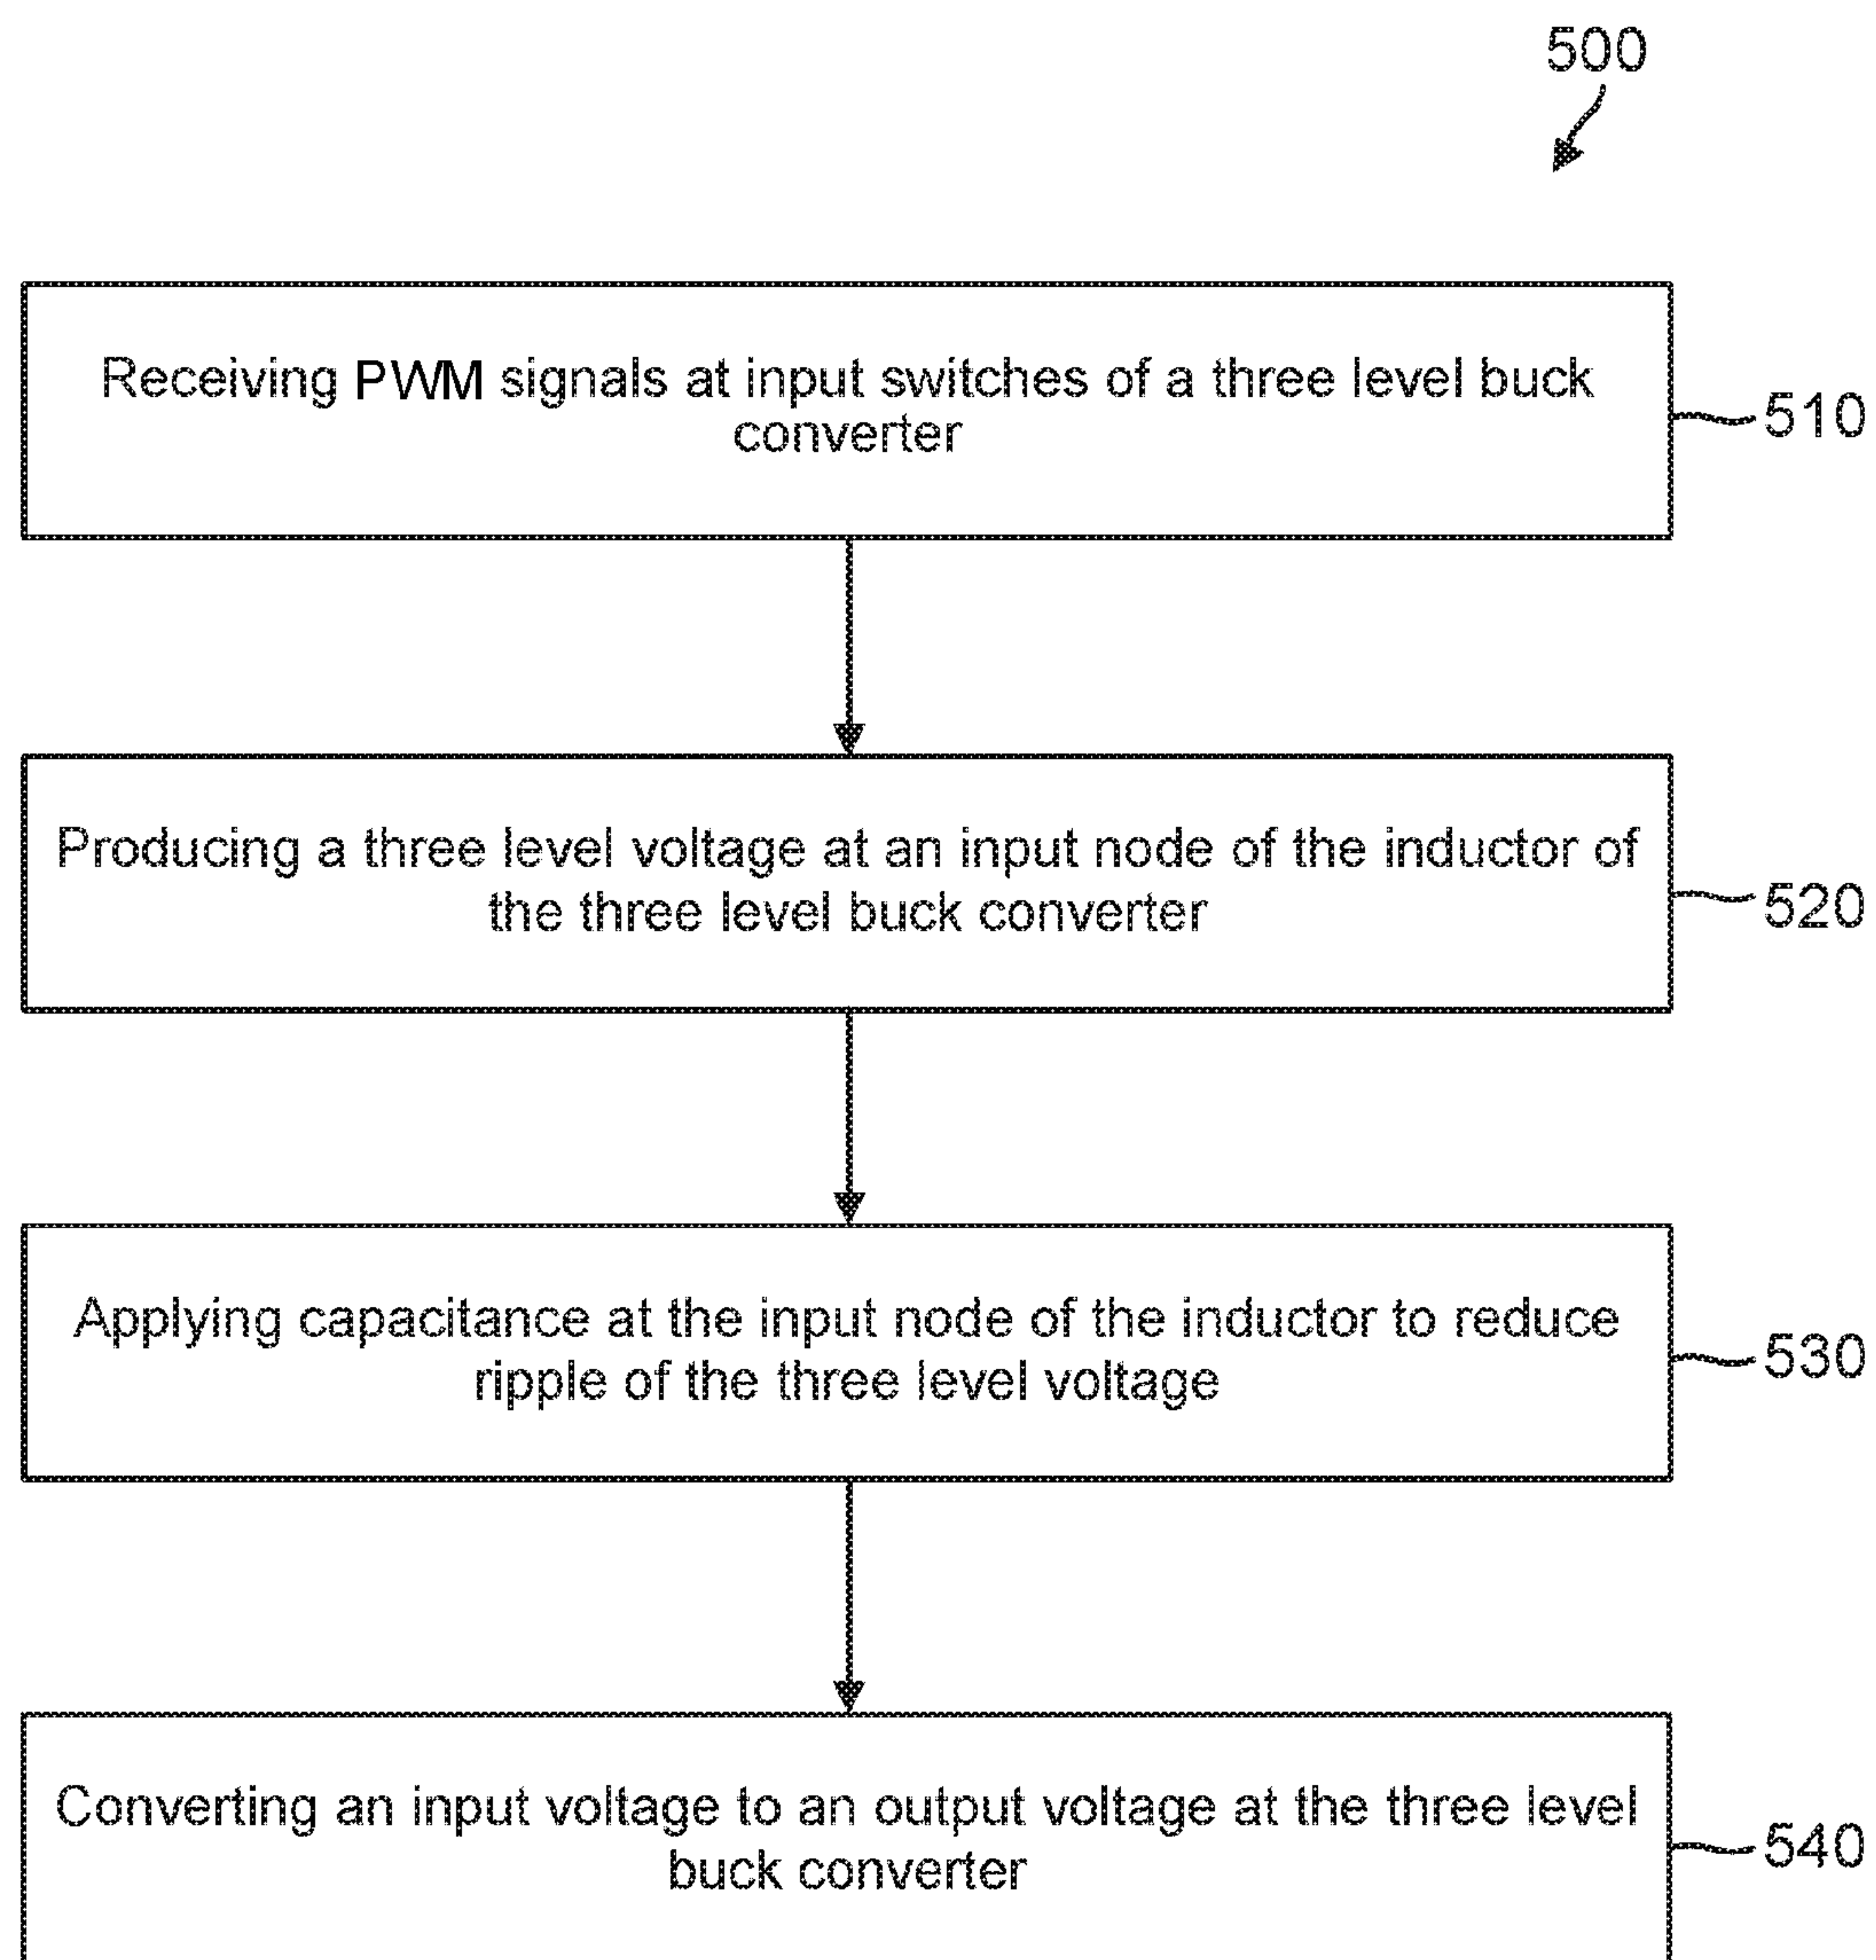 500
Receiving PWM signals at input switches of a three level buck
converter
510
Producing a three level voltage at an input node of the inductor of
the three level buck converter
520
Applying capacitance at the input node of the inductor to reduce
ripple of the three level voltage
530
Converting an input voltage to an output voltage at the three level
buck converter
540